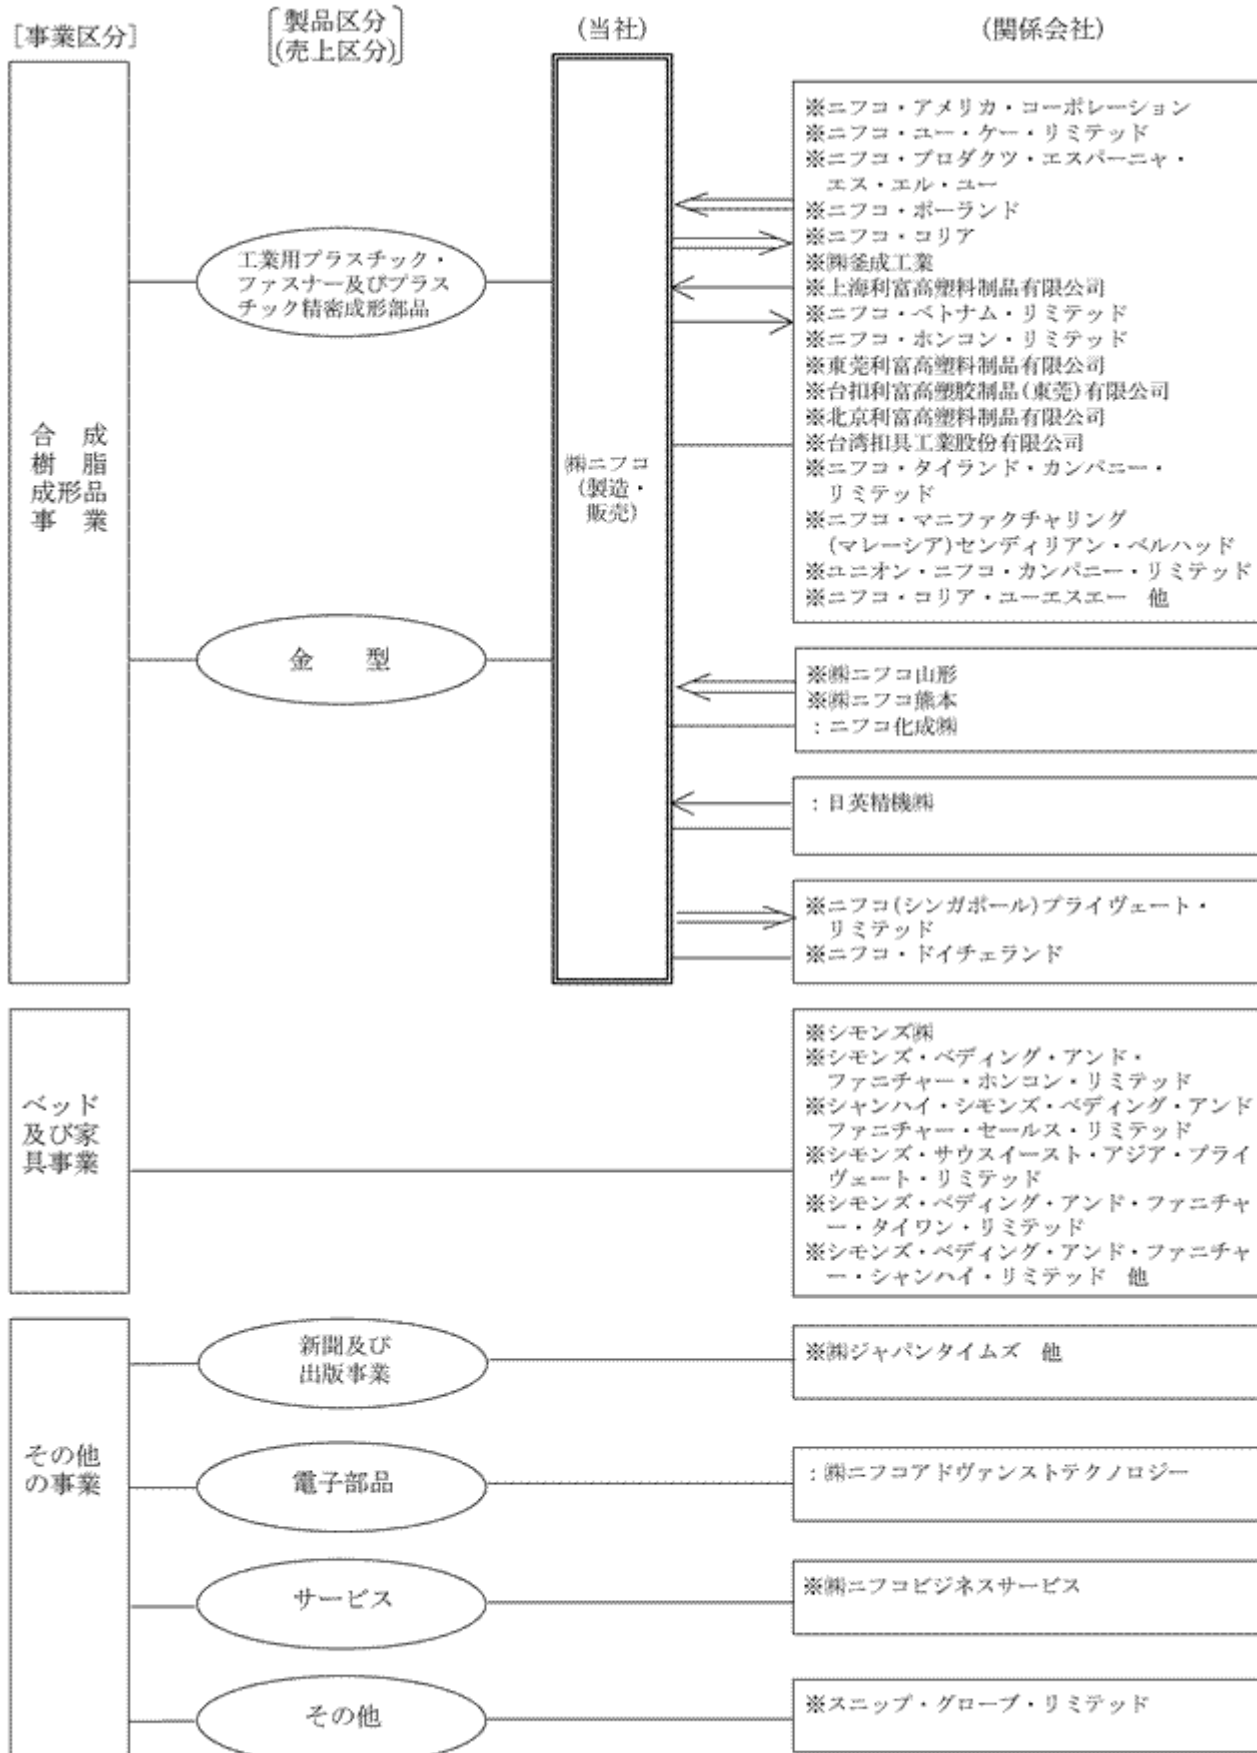 [事業区分]
製品区分
(売上区分)
(当社)
(関係会社)
合成
樹脂
成形品
事業
工業用プラスチック・
ファスナー及びプラス
チック精密成形部品
金　型
㈱ニフコ
(製造・
販売)
※ニフコ・アメリカ・コーポレーション
※ニフコ・ユー・ケー・リミテッド
※ニフコ・プロダクツ・エスパーニャ・
エス・エル・ユー
※ニフコ・ポーランド
※ニフコ・コリア
※㈱釜成工業
※上海利富高塑料制品有限公司
※ニフコ・ベトナム・リミテッド
※ニフコ・ホンコン・リミテッド
※東莞利富高塑料制品有限公司
※台扣利富高塑胶制品(東莞)有限公司
※北京利富高塑料制品有限公司
※台湾扣具工業股份有限公司
※ニフコ・タイランド・カンパニー・
リミテッド
※ニフコ・マニファクチャリング
(マレーシア)センディリアン・ベルハッド
※ユニオン・ニフコ・カンパニー・リミテッド
※ニフコ・コリア・ユーエスエー　他
※㈱ニフコ山形
※㈱ニフコ熊本
：ニフコ化成㈱
：日英精機㈱
※ニフコ(シンガポール)プライヴェート・
リミテッド
※ニフコ・ドイチェランド
ベッド
及び家
具事業
※シモンズ㈱
※シモンズ・ベディング・アンド・
ファニチャー・ホンコン・リミテッド
※シャンハイ・シモンズ・ベディング・アンド
ファニチャー・セールス・リミテッド
※シモンズ・サウスイースト・アジア・プライ
ヴェート・リミテッド
※シモンズ・ベディング・アンド・ファニチャ
ー・タイワン・リミテッド
※シモンズ・ベディング・アンド・ファニチャ
ー・シャンハイ・リミテッド　他
その他
の事業
新聞及び
出版事業
※㈱ジャパンタイムズ　他
電子部品
：㈱ニフコアドヴァンストテクノロジー
サービス
※㈱ニフコビジネスサービス
その他
※スニップ・グローブ・リミテッド